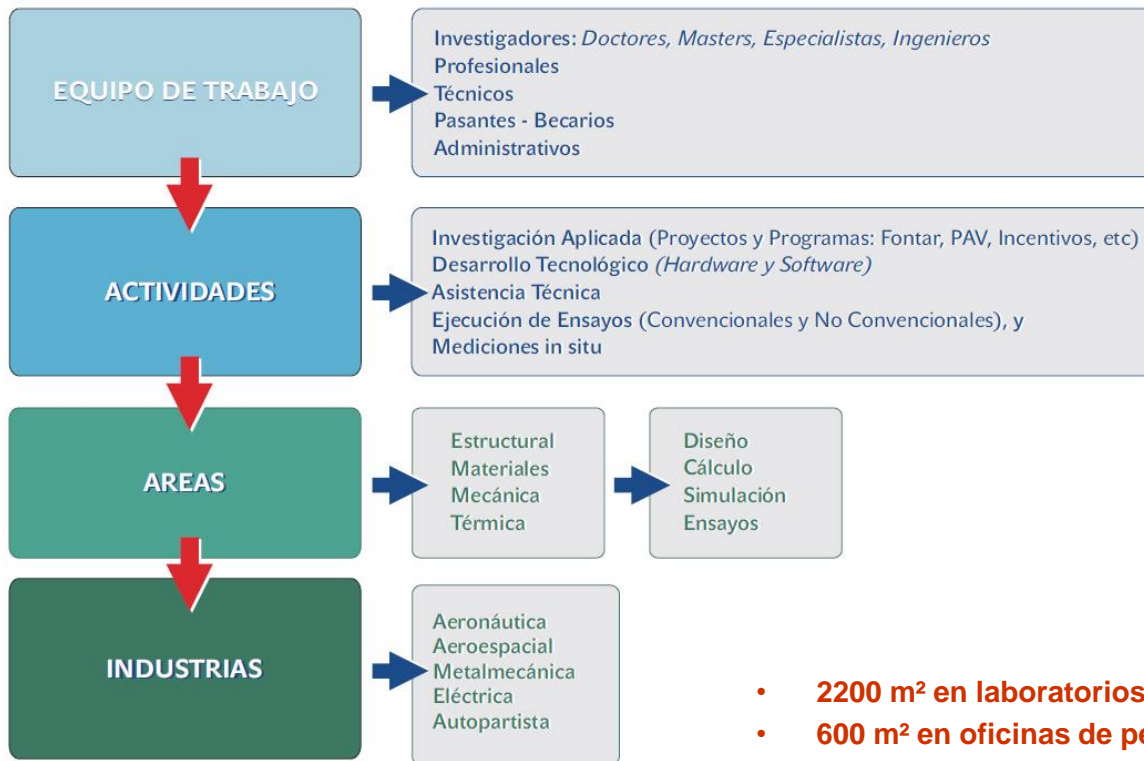 EQUIPO DE TRABAJO
Investigadores: Doctores, Masters, Especialistas, Ingenieros
Profesionales
Técnicos
Pasantes - Becarios
Administrativos
ACTIVIDADES
Investigación Aplicada (Proyectos y Programas: Fontar, PAV, Incentivos, etc)
Desarrollo Tecnológico (Hardware y Software)
Asistencia Técnica
Ejecución de Ensayos (Convencionales y No Convencionales), y
Mediciones in situ
AREAS
Estructural
Materiales
Mecánica
Térmica
Diseño
Cálculo
Simulación
Ensayos
INDUSTRIAS
Aeronáutica
Aeroespacial
Metalmecánica
Eléctrica
Autopartista
• 2200 m² en laboratorios
• 600 m² en oficinas de